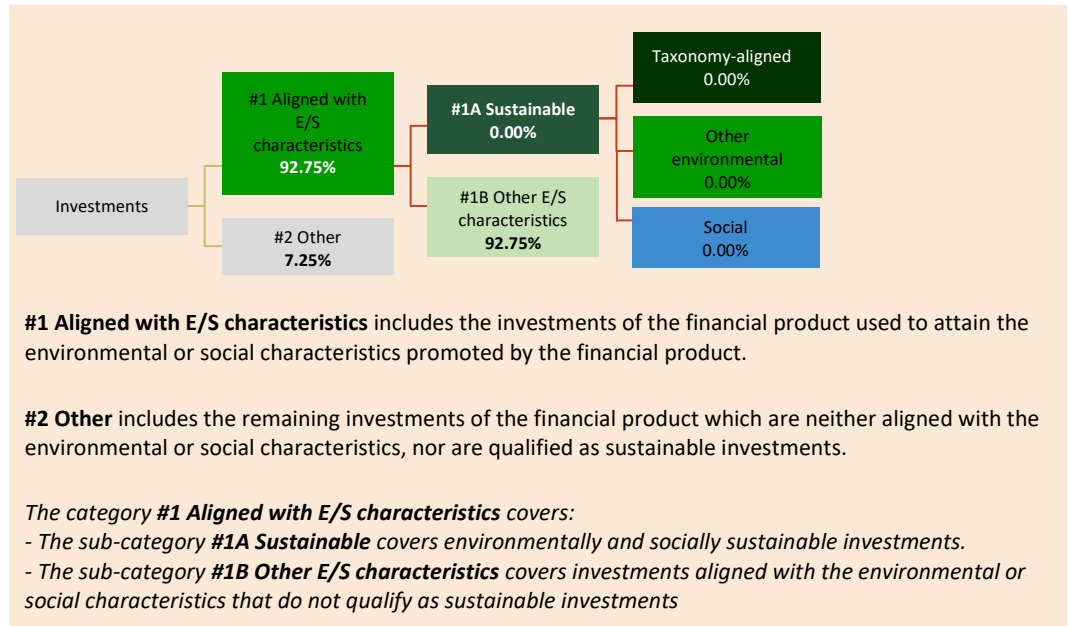 Investments
#1 Aligned with
E/S
characteristics
92.75%
#2 Other
7.25%
#1A Sustainable
0.00%
#1B Other E/S
characteristics
92.75%
Taxonomy-aligned
0.00%
Other
environmental
0.00%
Social
0.00%
#1 Aligned with E/S characteristics includes the investments of the financial product used to attain the
environmental or social characteristics promoted by the financial product.
#2 Other includes the remaining investments of the financial product which are neither aligned with the
environmental or social characteristics, nor are qualified as sustainable investments.
The category #1 Aligned with E/S characteristics covers:
- The sub-category #1A Sustainable covers environmentally and socially sustainable investments.
- The sub-category #1B Other E/S characteristics covers investments aligned with the environmental or
social characteristics that do not qualify as sustainable investments